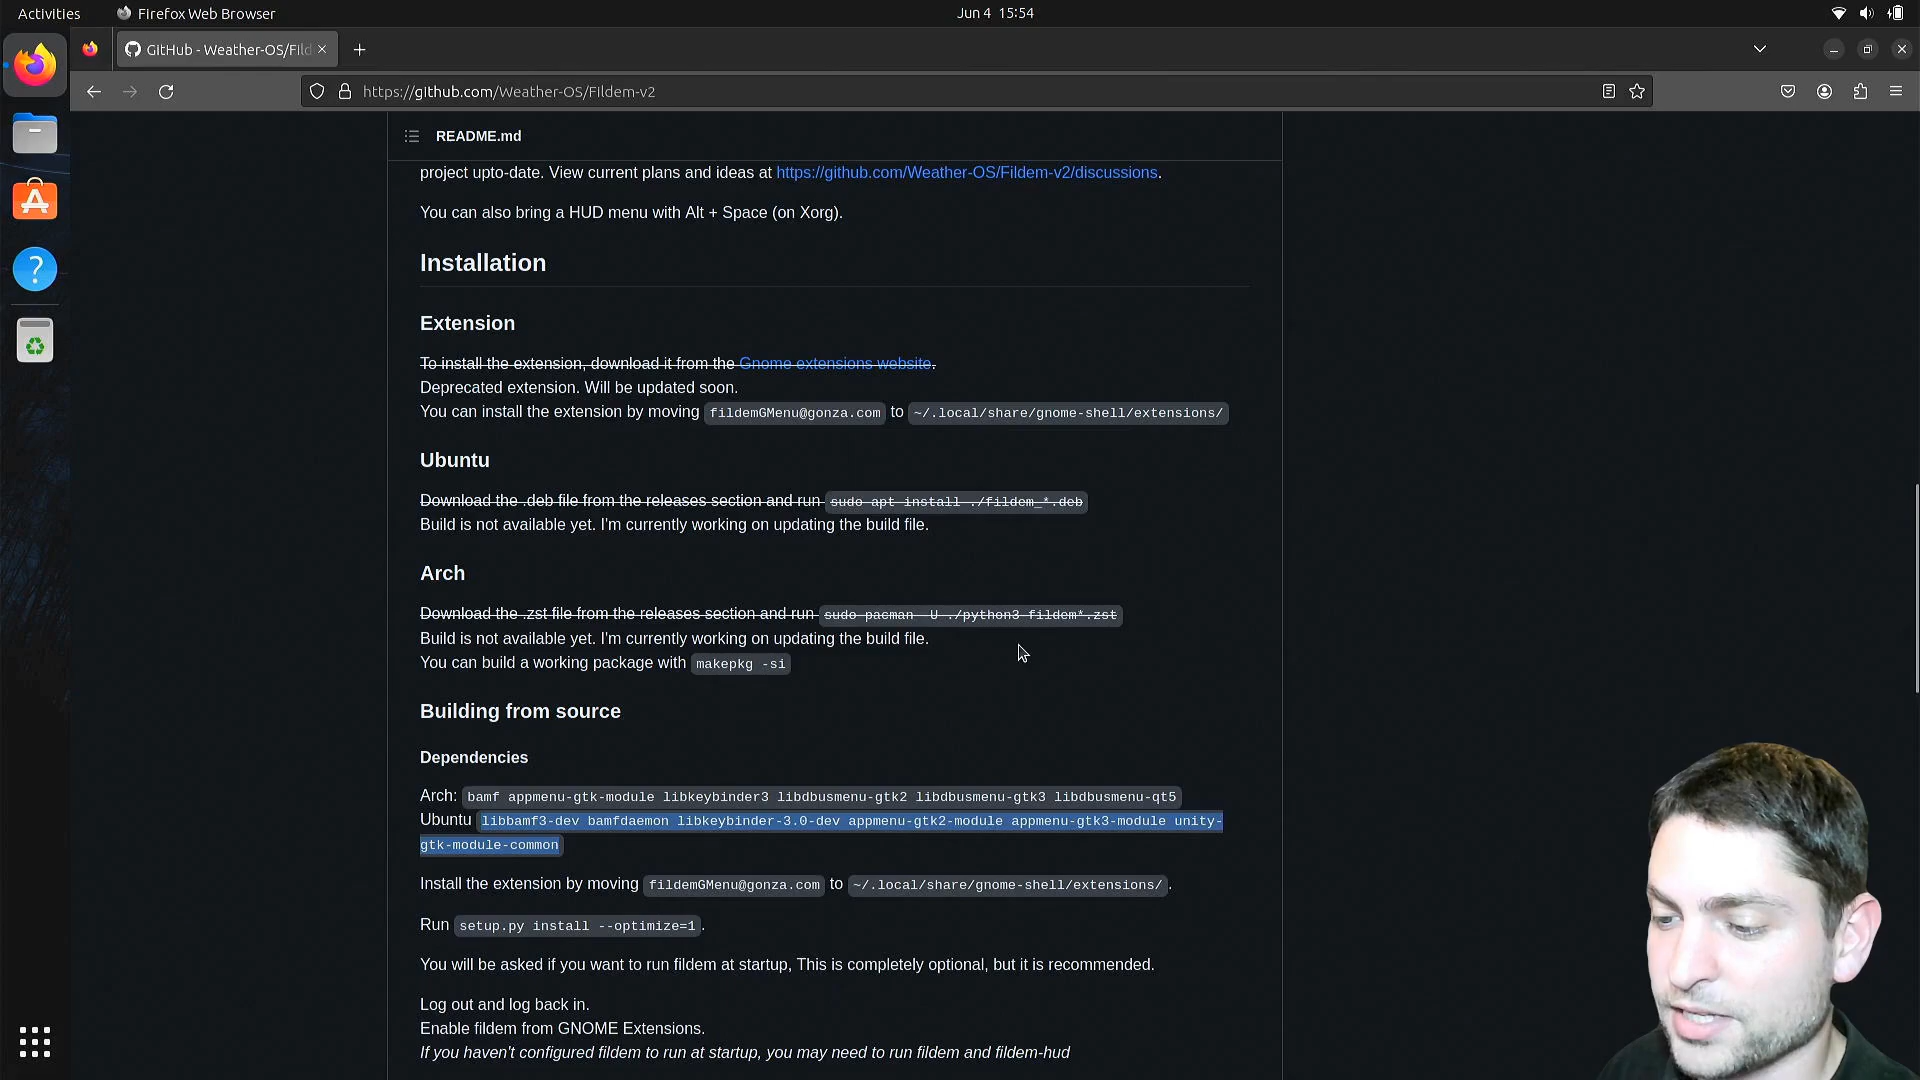 Activities
Firefox Web Browser
Jun 4 15:54
GitHub - Weather-OS/Fild
https://github.com/Weather-OS/Fildem-v2
README.md
project upto-date. View current plans and ideas at https://github.com/Weather-OS/Fildem-v2/discussions.
You can also bring a HUD menu with Alt + Space (on Xorg).
Installation
Extension
To install the extension, download it from the Gnome extensions website.
Deprecated extension. Will be updated soon.
You can install the extension by moving fildemGMenu@gonza.com to ~/.local/share/gnome-shell/extensions/
Ubuntu
Download the .deb file from the releases section and run sudo apt install ./fildem_*.deb
Build is not available yet. I'm currently working on updating the build file.
Arch
Download the .zst file from the releases section and run sudo pacman -U ./python3-fildem*.zst
Build is not available yet. I'm currently working on updating the build file.
You can build a working package with makepkg -si
Building from source
Dependencies
Arch: bamf appmenu-gtk-module libkeybinder3 libdbusmenu-gtk2 libdbusmenu-gtk3 libdbusmenu-qt5
Ubuntu libbamf3-dev bamfdaemon libkeybinder-3.0-dev appmenu-gtk2-module appmenu-gtk3-module unity-
gtk-module-common
Install the extension by moving fildemGMenu@gonza.com to ~/.local/share/gnome-shell/extensions/.
Run setup.py install --optimize=1.
You will be asked if you want to run fildem at startup, This is completely optional, but it is recommended.
Log out and log back in.
Enable fildem from GNOME Extensions.
If you haven't configured fildem to run at startup, you may need to run fildem and fildem-hud